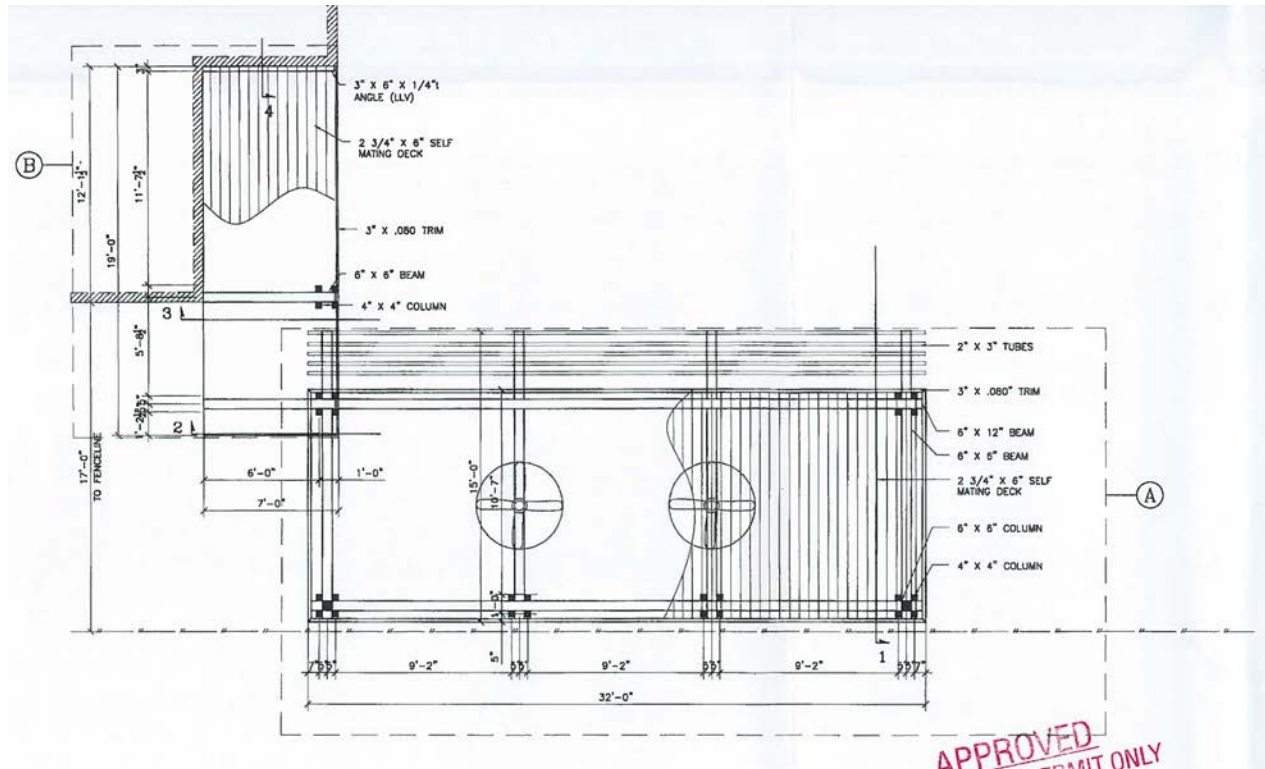 3" X 6" X 1/4"t
ANGLE (LLV)
4
2 3/4" X 6" SELF
MATING DECK
B
12'-1½"
11'-7½"
19'-0"
3" X .080 TRIM
6" X 6" BEAM
4" X 4" COLUMN
3
5'-8½"
2" X 3" TUBES
3" X .080" TRIM
6" X 12" BEAM
6" X 6" BEAM
2 3/4" X 6" SELF
MATING DECK
A
2
17'-0"
TO FENCELINE
6'-0"
1'-0"
7'-0"
15'-0"
10'-7"
6" X 6" COLUMN
4" X 4" COLUMN
1'-0"
5"
1
7"
9'-2"
9'-2"
9'-2"
7"
32'-0"
APPROVED
PERMIT ONLY